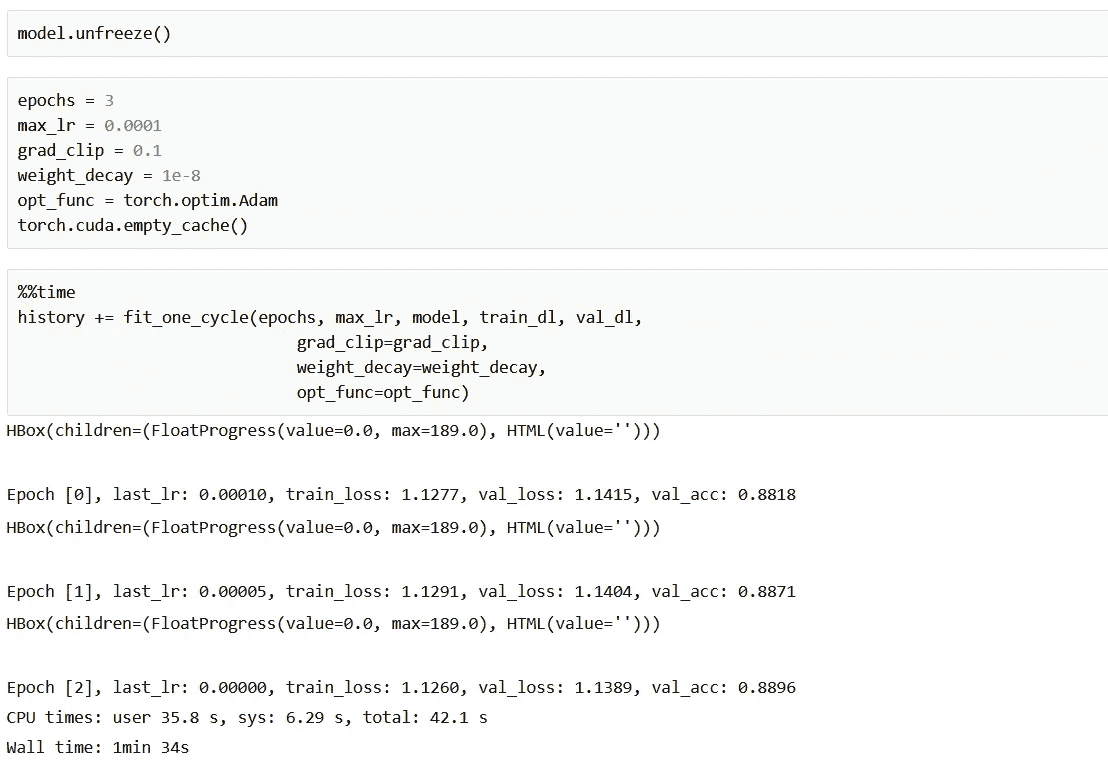 model.unfreeze()
epochs = 3
max_lr = 0.0001
grad_clip = 0.1
weight_decay = 1e-8
opt_func = torch.optim.Adam
torch.cuda.empty_cache()
%%time
history += fit_one_cycle(epochs, max_lr, model, train_dl, val_dl,
grad_clip=grad_clip,
weight_decay=weight_decay,
opt_func=opt_func)
HBox(children=(FloatProgress(value=0.0, max=189.0), HTML(value='')))
Epoch [0], last_lr: 0.00010, train_loss: 1.1277, val_loss: 1.1415, val_acc: 0.8818
HBox(children=(FloatProgress(value=0.0, max=189.0), HTML(value='')))
Epoch [1], last_lr: 0.00005, train_loss: 1.1291, val_loss: 1.1404, val_acc: 0.8871
HBox(children=(FloatProgress(value=0.0, max=189.0), HTML(value='')))
Epoch [2], last_lr: 0.00000, train_loss: 1.1260, val_loss: 1.1389, val_acc: 0.8896
CPU times: user 35.8 s, sys: 6.29 s, total: 42.1 s
Wall time: 1min 34s